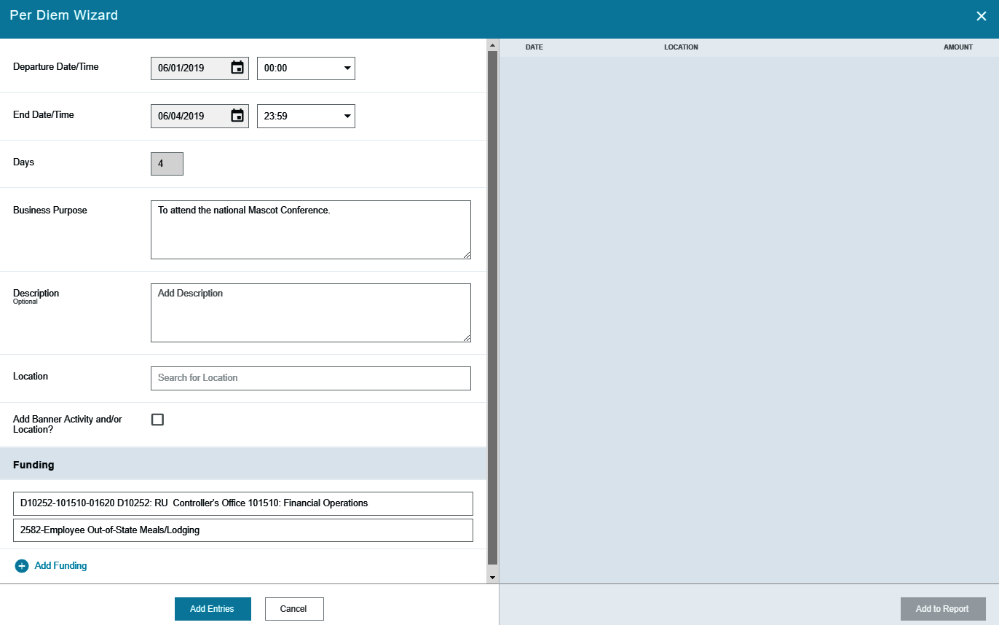 Per Diem Wizard
Departure Date/Time
06/01/2019
00:00
End Date/Time
06/04/2019
23:59
Days
4
Business Purpose
To attend the national Mascot Conference.
Description
Optional
Add Description
Location
Search for Location
Add Banner Activity and/or
Location?
Funding
D10252-101510-01620 D10252: RU  Controller's Office 101510: Financial Operations
2582-Employee Out-of-State Meals/Lodging
Add Funding
Add Entries
Cancel
DATE
LOCATION
AMOUNT
Add to Report